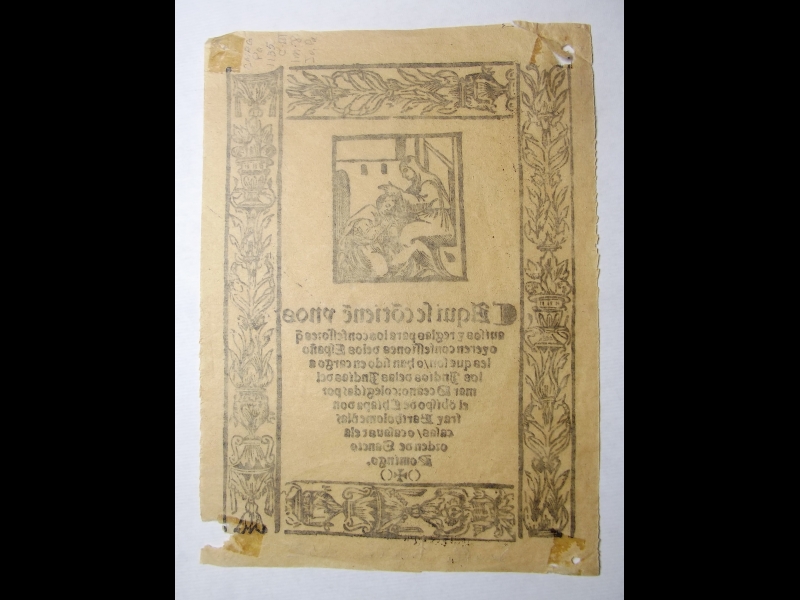 Aqui se cõtienẽ vnos
auisos y reglas para los confessores q̃
oyeren confessiones delos Españo
les que son/o han sido en cargo a
los Indios delas Indias del
mar Oceano: colegidas por
el obispo de Chiapa don
fray Bartholome d'las
casas/o casaus dela
orden de Sancto
Domingo.